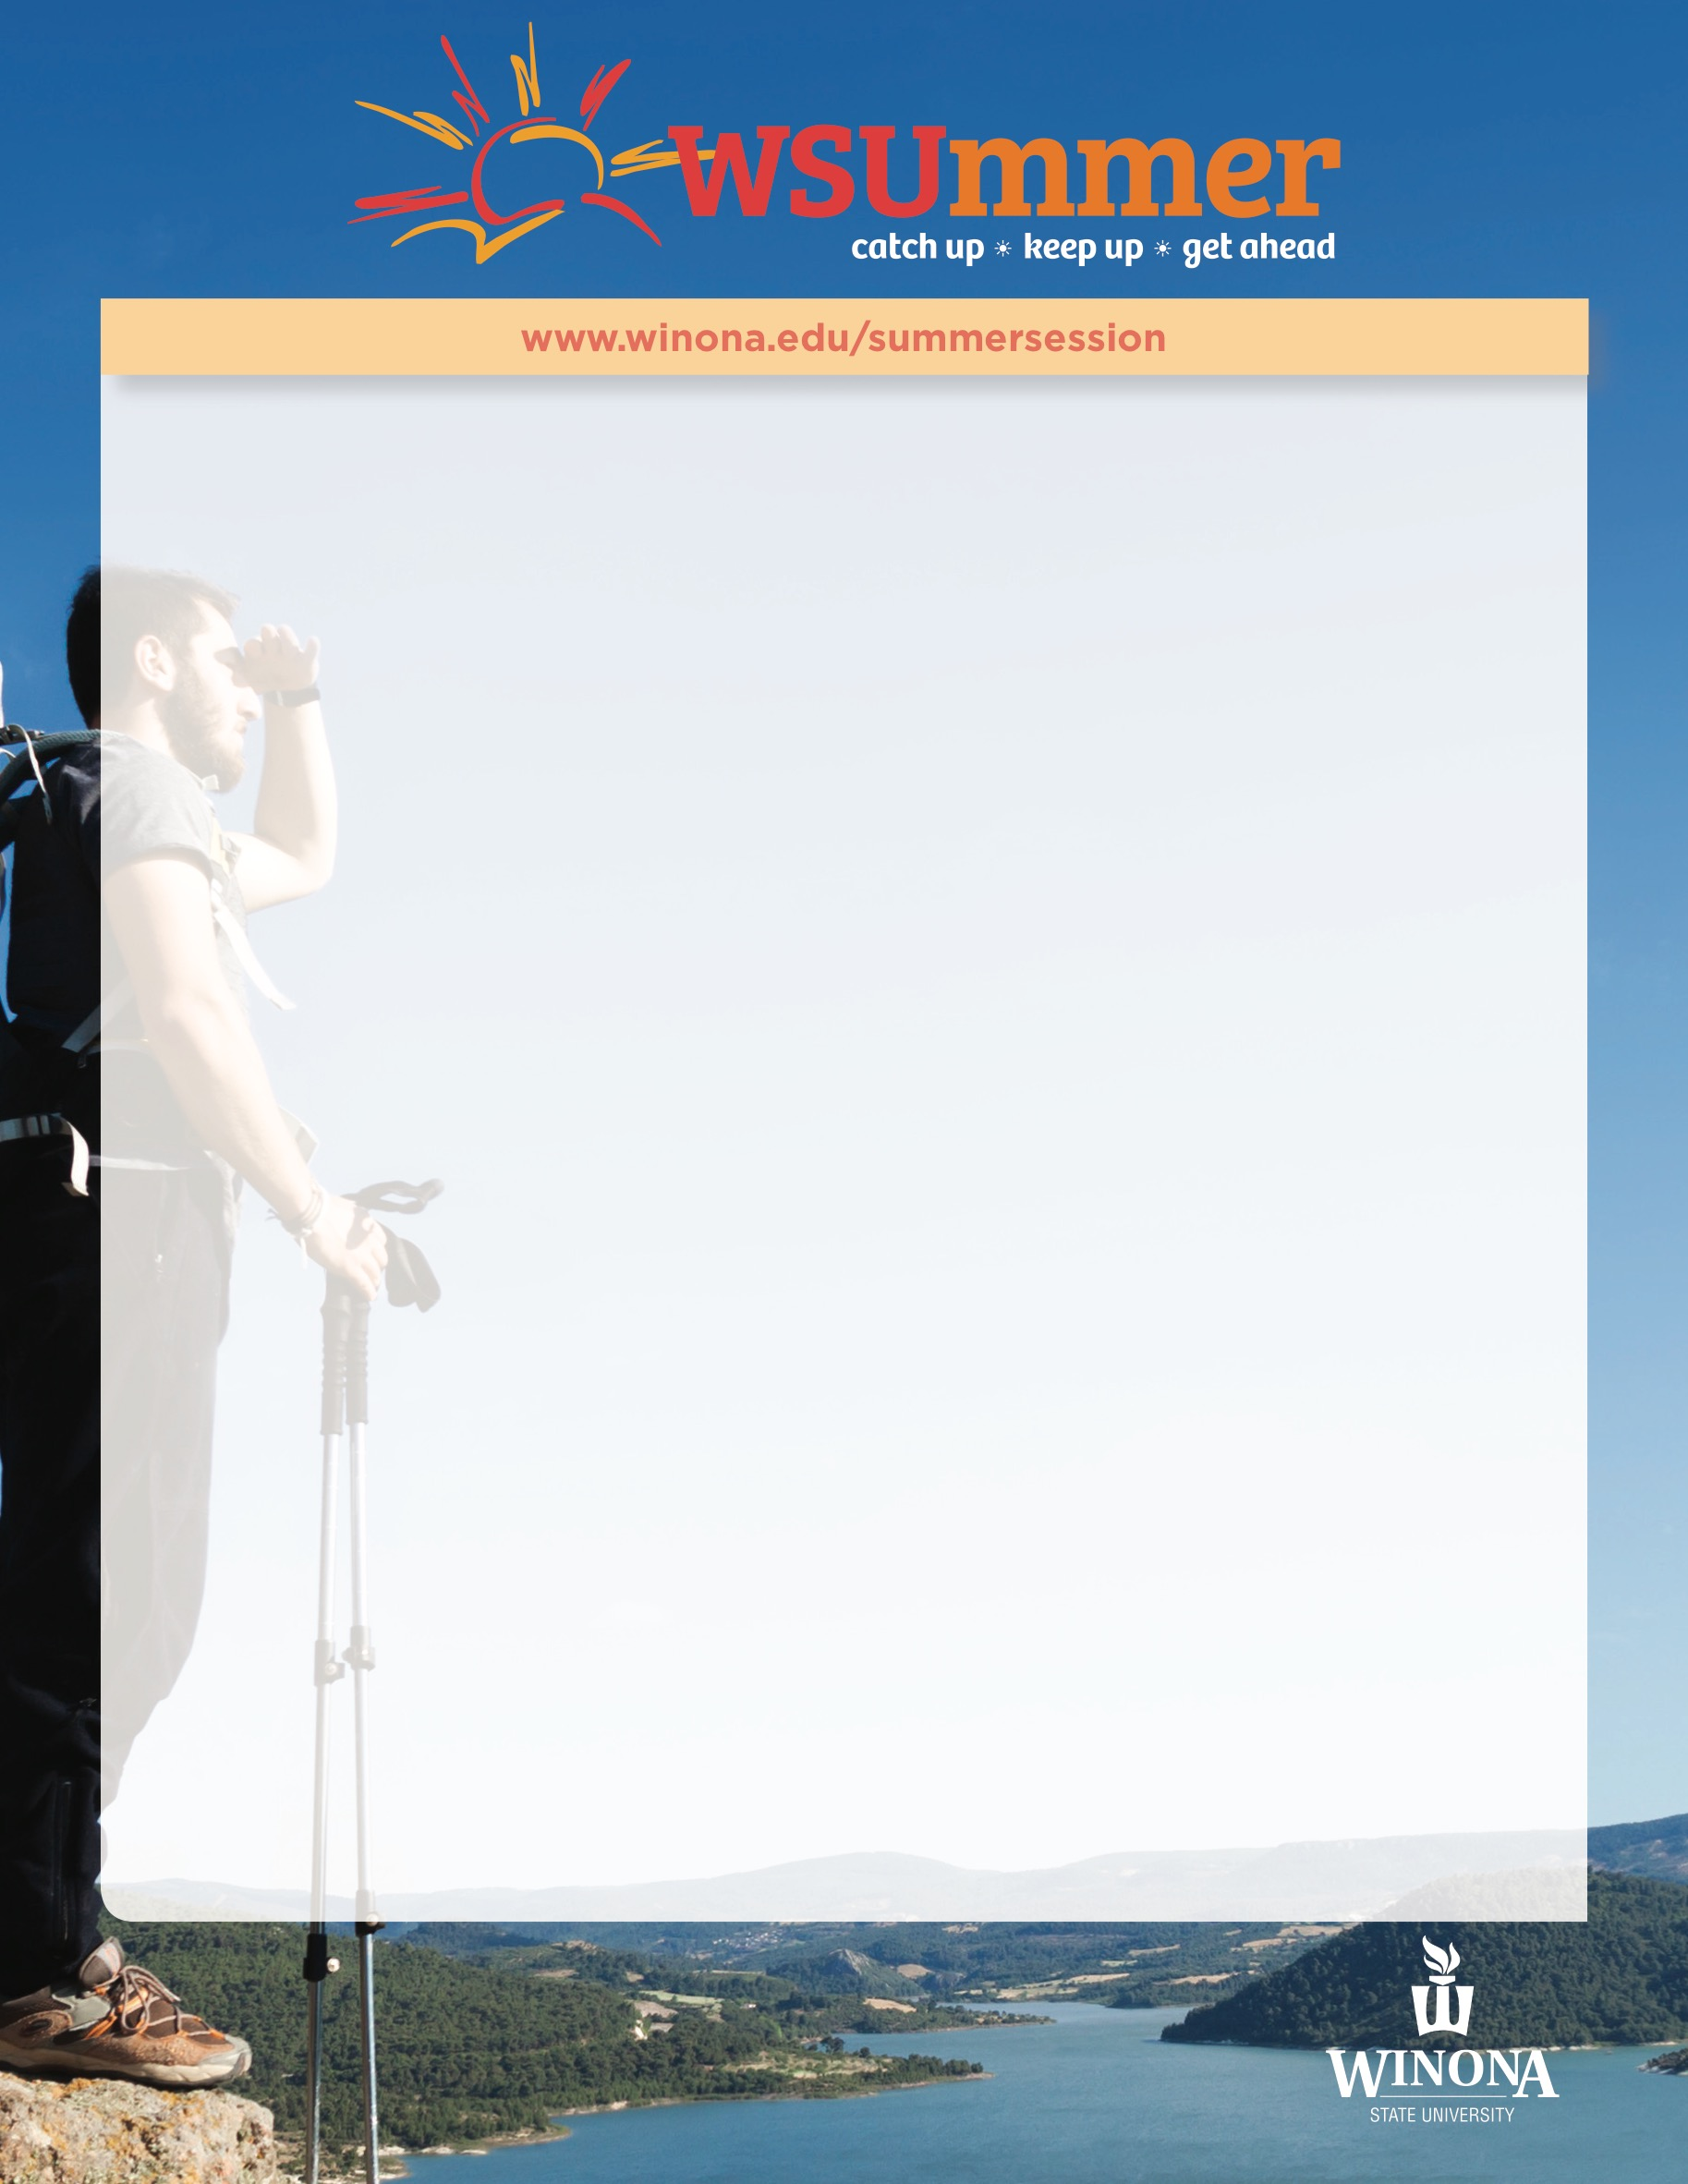 WSUmmer
catch up ☀ keep up ☀ get ahead
www.winona.edu/summersession
WINONA
STATE UNIVERSITY